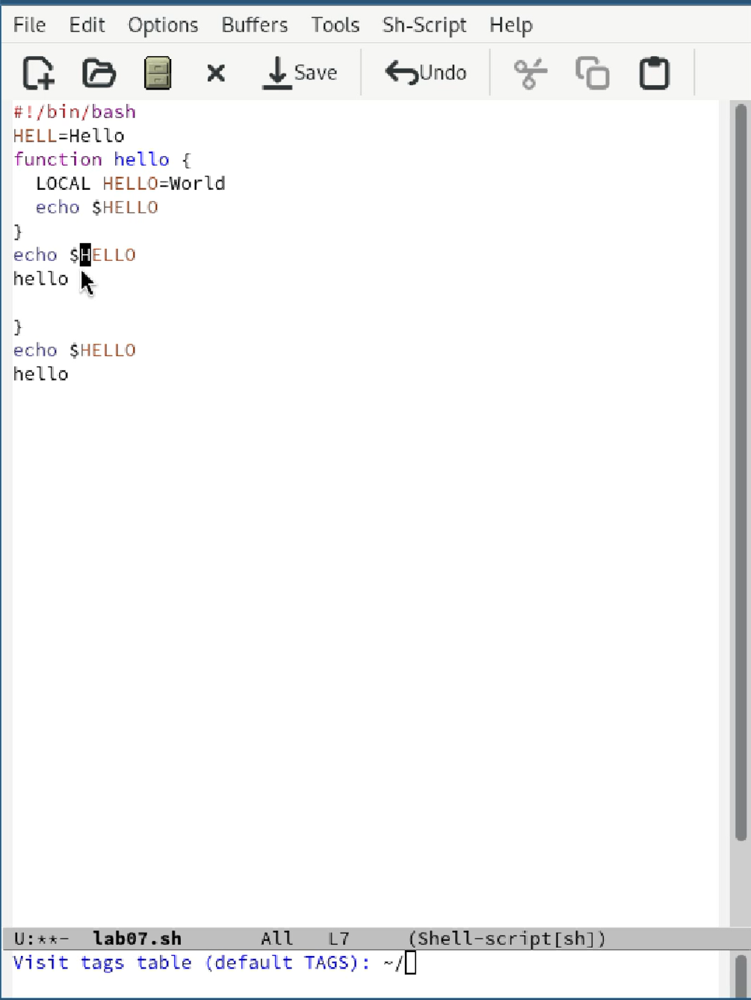 File Edit Options Buffers Tools Sh-Script Help
Save Undo
#!/bin/bash
HELL=Hello
function hello {
  LOCAL HELLO=World
  echo $HELLO
}
echo $HELLO
hello
}
echo $HELLO
hello
U:**-  lab07.sh  All  L7  (Shell-script[sh])
Visit tags table (default TAGS): ~/